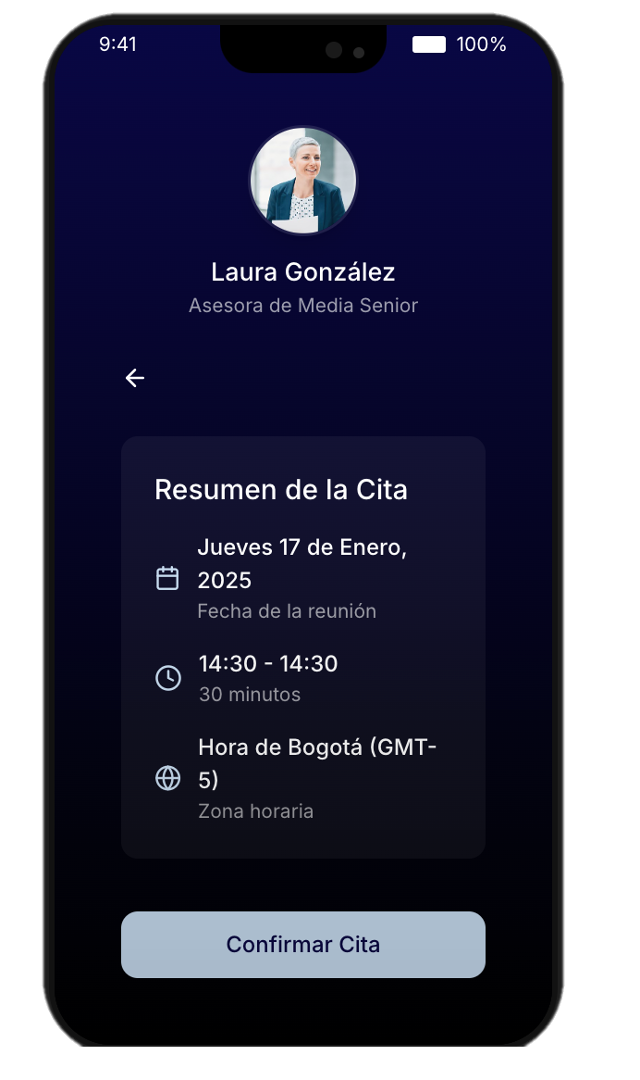 9:41
100%
Laura González
Asesora de Media Senior
Resumen de la Cita
Jueves 17 de Enero,
2025
Fecha de la reunión
14:30 - 14:30
30 minutos
Hora de Bogotá (GMT-
5)
Zona horaria
Confirmar Cita